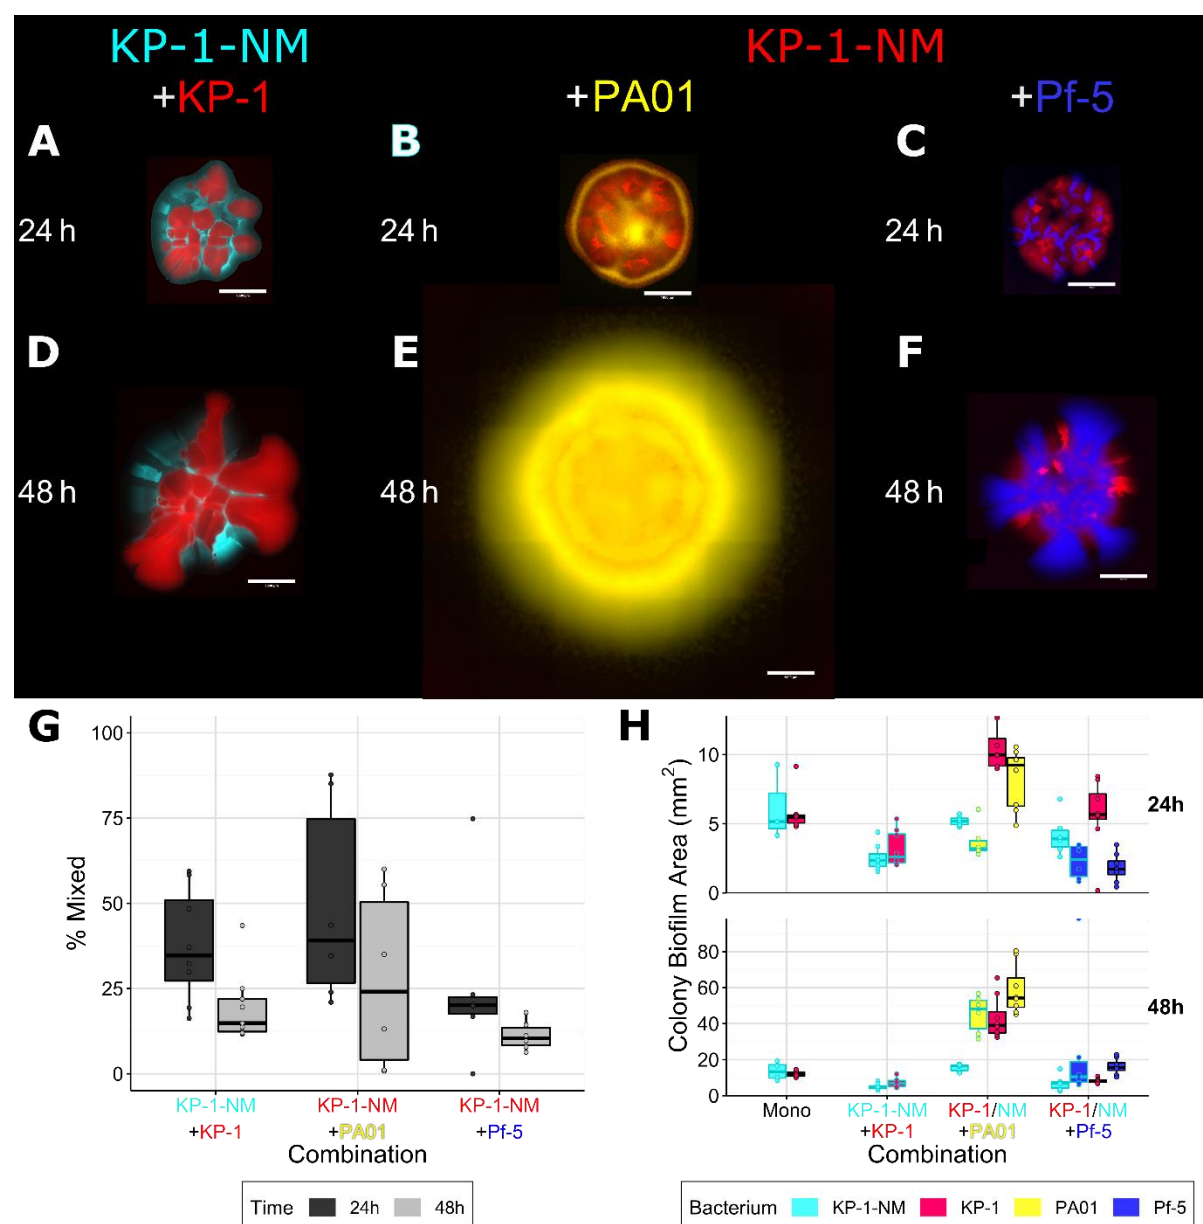 KP-1-NM KP-1-NM
+KP-1 +PA01 +Pf-5
A B C
24 h 24 h 24 h
D E F
48 h 48 h 48 h
G
100
75
50
25
0
% Mixed
KP-1-NM KP-1-NM KP-1-NM
+KP-1 +PA01 +Pf-5
Combination
Time 24h 48h
H
10
5
0
24h
80
60
40
20
0
48h
Colony Biofilm Area (mm²)
Mono KP-1-NM KP-1/NM KP-1/NM
+KP-1 +PA01 +Pf-5
Combination
Bacterium KP-1-NM KP-1 PA01 Pf-5